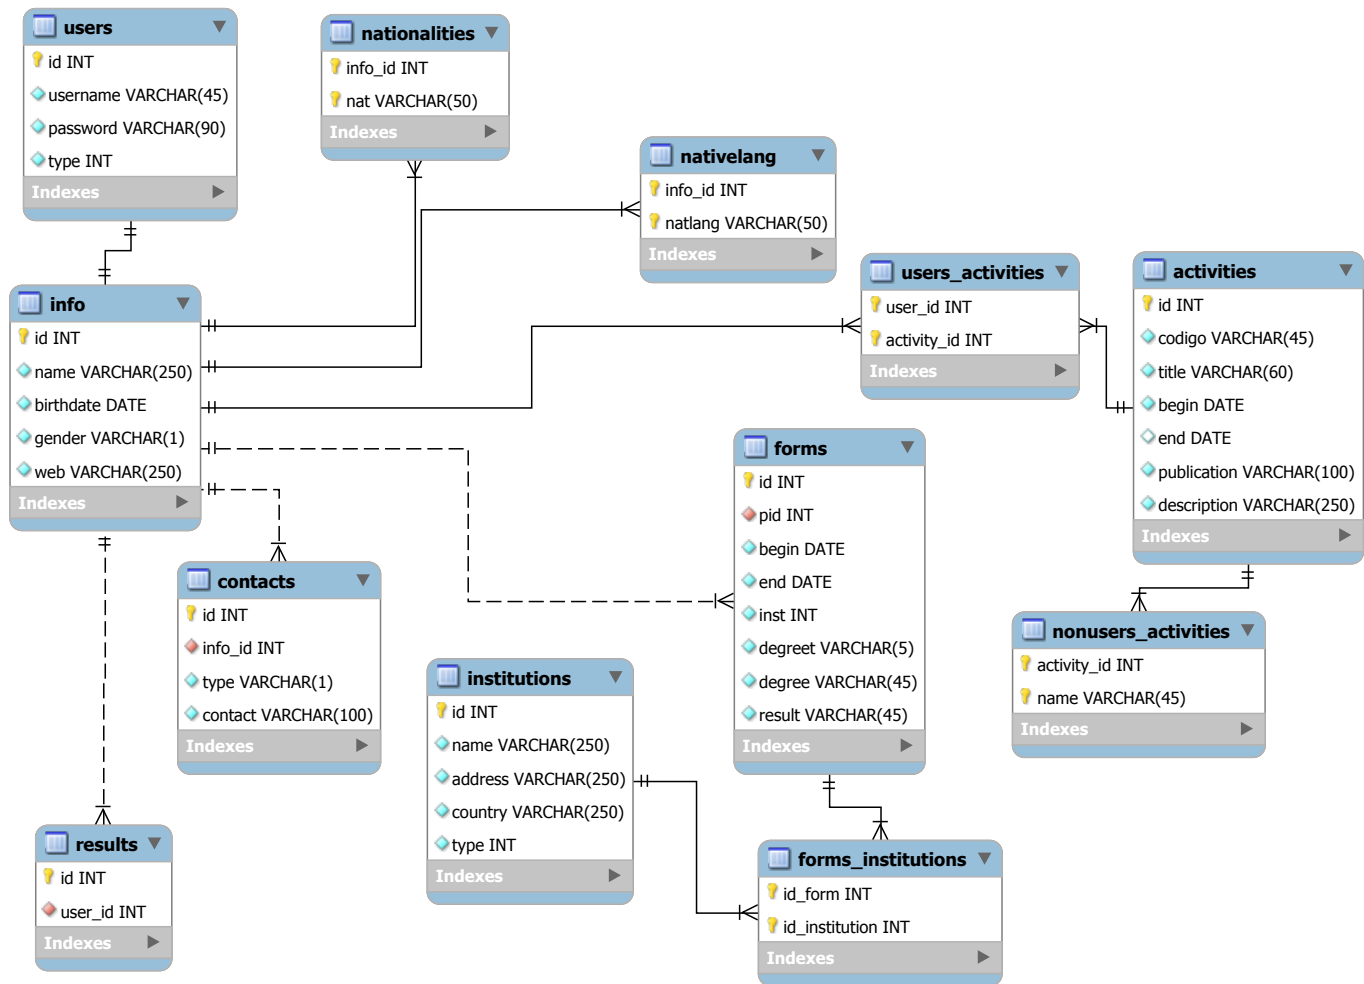 users
id INT
username VARCHAR(45)
password VARCHAR(90)
type INT
Indexes
nationalities
info_id INT
nat VARCHAR(50)
Indexes
nativelang
info_id INT
natlang VARCHAR(50)
Indexes
users_activities
user_id INT
activity_id INT
Indexes
activities
id INT
codigo VARCHAR(45)
title VARCHAR(60)
begin DATE
end DATE
publication VARCHAR(100)
description VARCHAR(250)
Indexes
info
id INT
name VARCHAR(250)
birthdate DATE
gender VARCHAR(1)
web VARCHAR(250)
Indexes
forms
id INT
pid INT
begin DATE
end DATE
inst INT
degreet VARCHAR(5)
degree VARCHAR(45)
result VARCHAR(45)
Indexes
contacts
id INT
info_id INT
type VARCHAR(1)
contact VARCHAR(100)
Indexes
nonusers_activities
activity_id INT
name VARCHAR(45)
Indexes
institutions
id INT
name VARCHAR(250)
address VARCHAR(250)
country VARCHAR(250)
type INT
Indexes
results
id INT
user_id INT
Indexes
forms_institutions
id_form INT
id_institution INT
Indexes